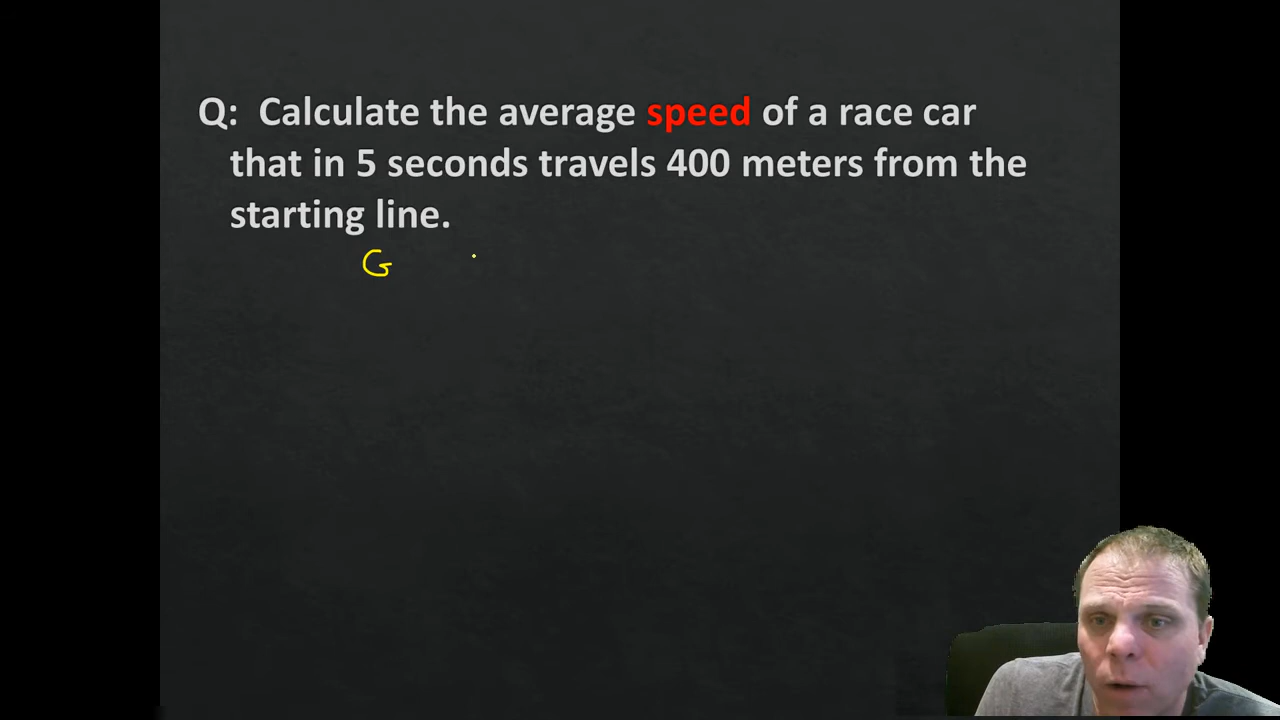 Q: Calculate the average speed of a race car
that in 5 seconds travels 400 meters from the
starting line.
G